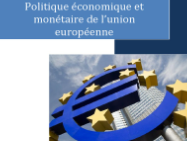 Politique économique et
monétaire de l'union
européenne